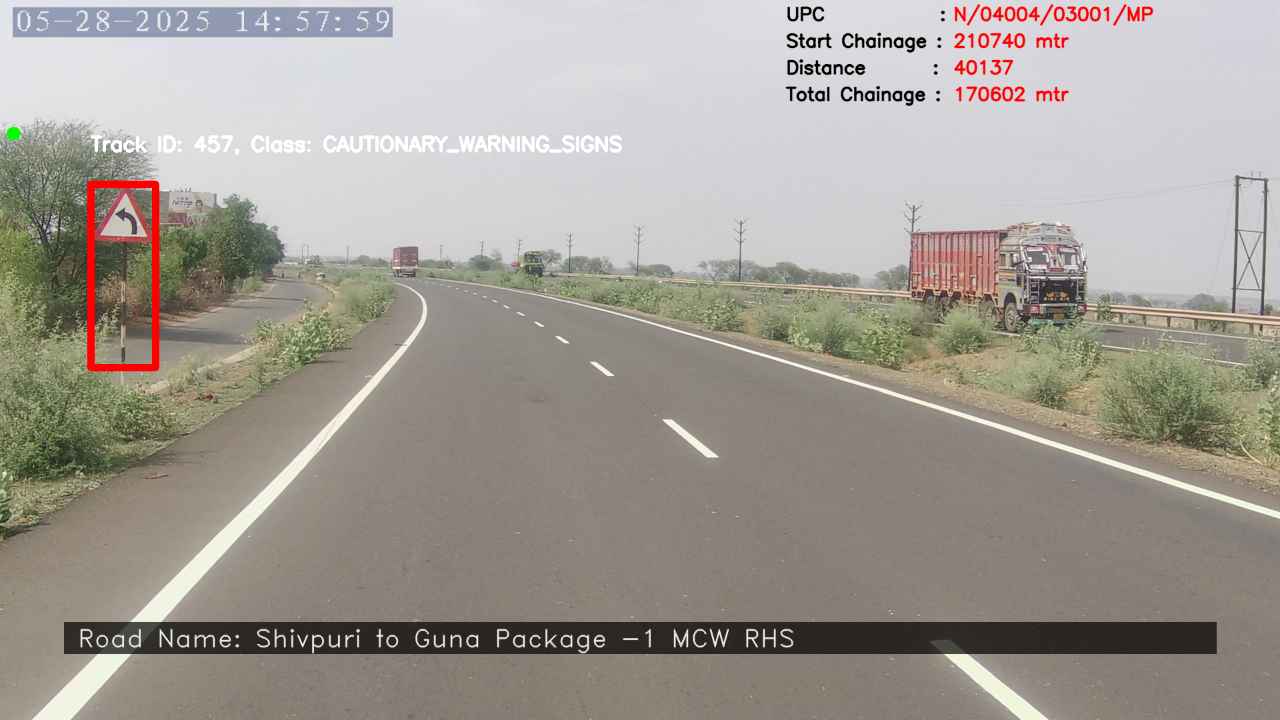 05-28-2025 14:57:59
UPC : N/04004/03001/MP
Start Chainage : 210740 mtr
Distance : 40137
Total Chainage : 170602 mtr
Track ID: 457, Class: CAUTIONARY_WARNING_SIGNS
Road Name: Shivpuri to Guna Package -1 MCW RHS